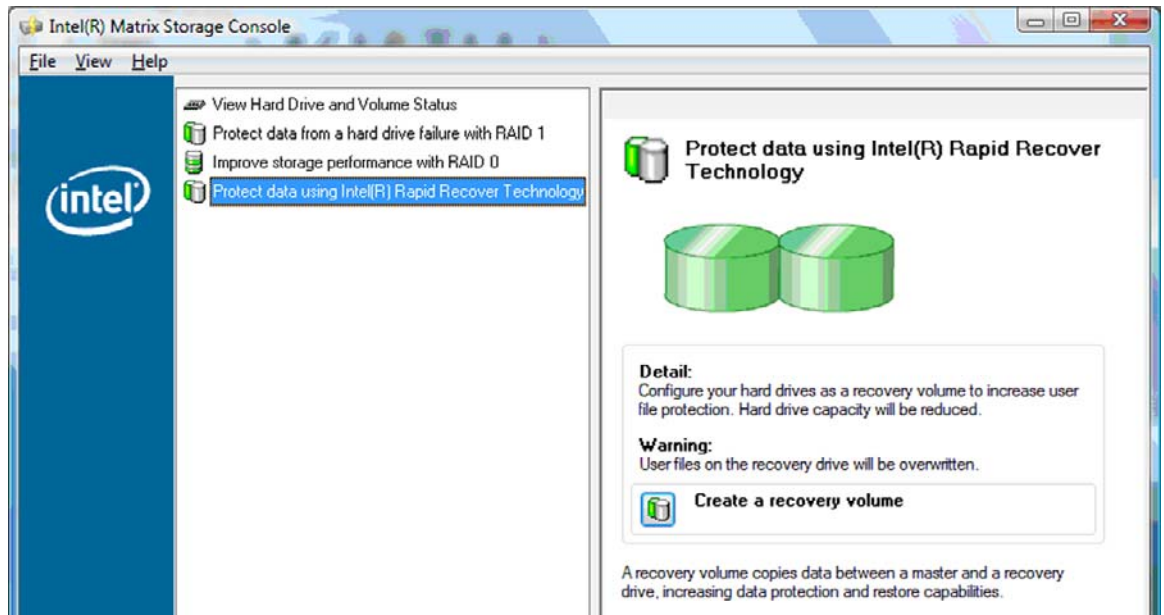 Intel(R) Matrix Storage Console
File View Help
intel
View Hard Drive and Volume Status
Protect data from a hard drive failure with RAID 1
Improve storage performance with RAID 0
Protect data using Intel(R) Rapid Recover Technology
Protect data using Intel(R) Rapid Recover
Technology
Detail:
Configure your hard drives as a recovery volume to increase user
file protection. Hard drive capacity will be reduced.
Warning:
User files on the recovery drive will be overwritten.
Create a recovery volume
A recovery volume copies data between a master and a recovery
drive, increasing data protection and restore capabilities.